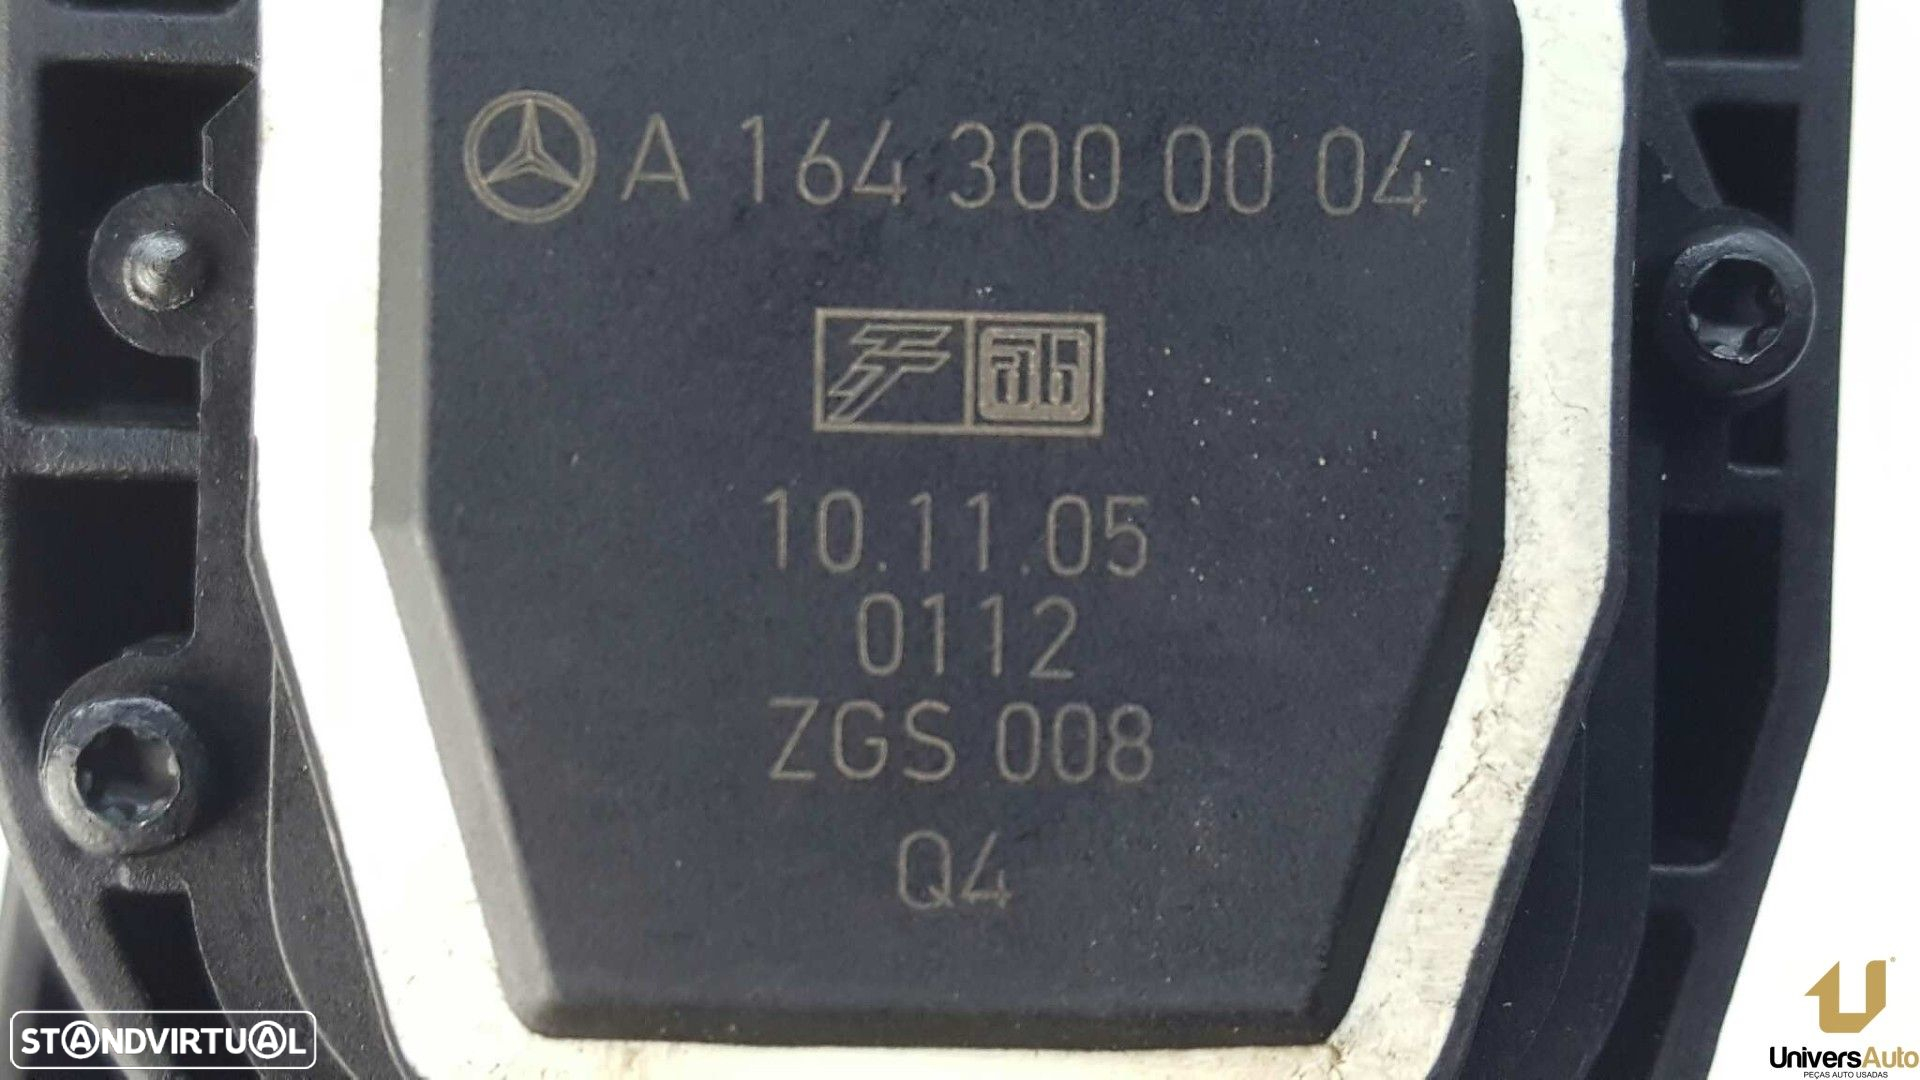 A 164 300 00 04
10.11.05
0112
ZGS 008
Q4
STANDVIRTUAL
UniversAuto
PEÇAS AUTO USADAS